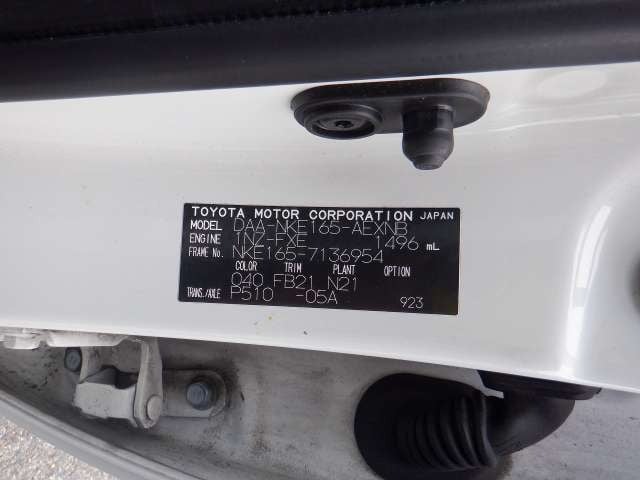 TOYOTA MOTOR CORPORATION JAPAN
MODEL DAA-NKE165-AEXNB
ENGINE 1NZ-FXE 1496 mL
FRAME No. NKE165-7136954
COLOR TRIM PLANT OPTION
040 FB21 N21
TRANS./AXLE P510 -05A 923